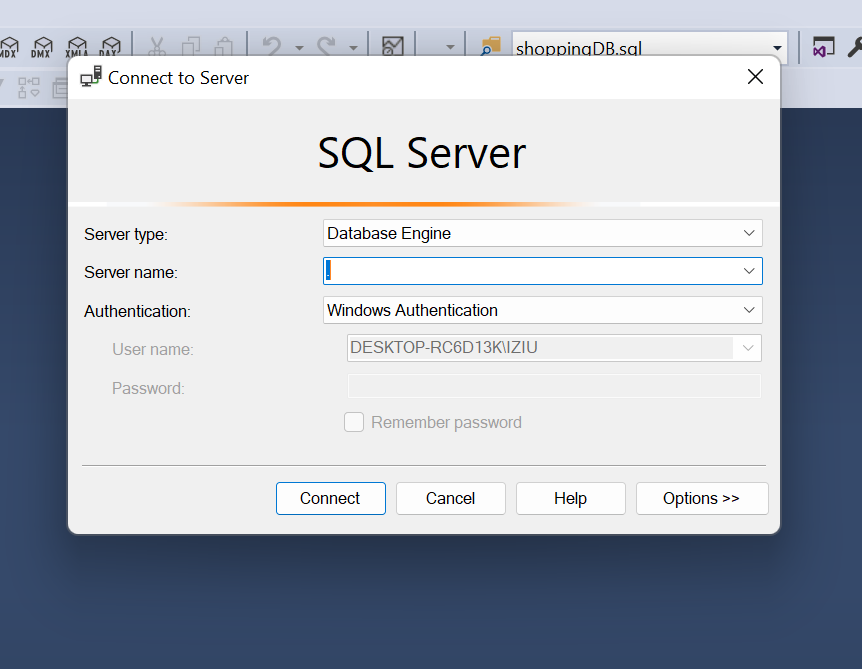 MDX DMX XMLA DAX shoppingDB.sql
Connect to Server
SQL Server
Server type: Database Engine
Server name: .
Authentication: Windows Authentication
User name: DESKTOP-RC6D13K\IZIU
Password:
Remember password
Connect Cancel Help Options >>